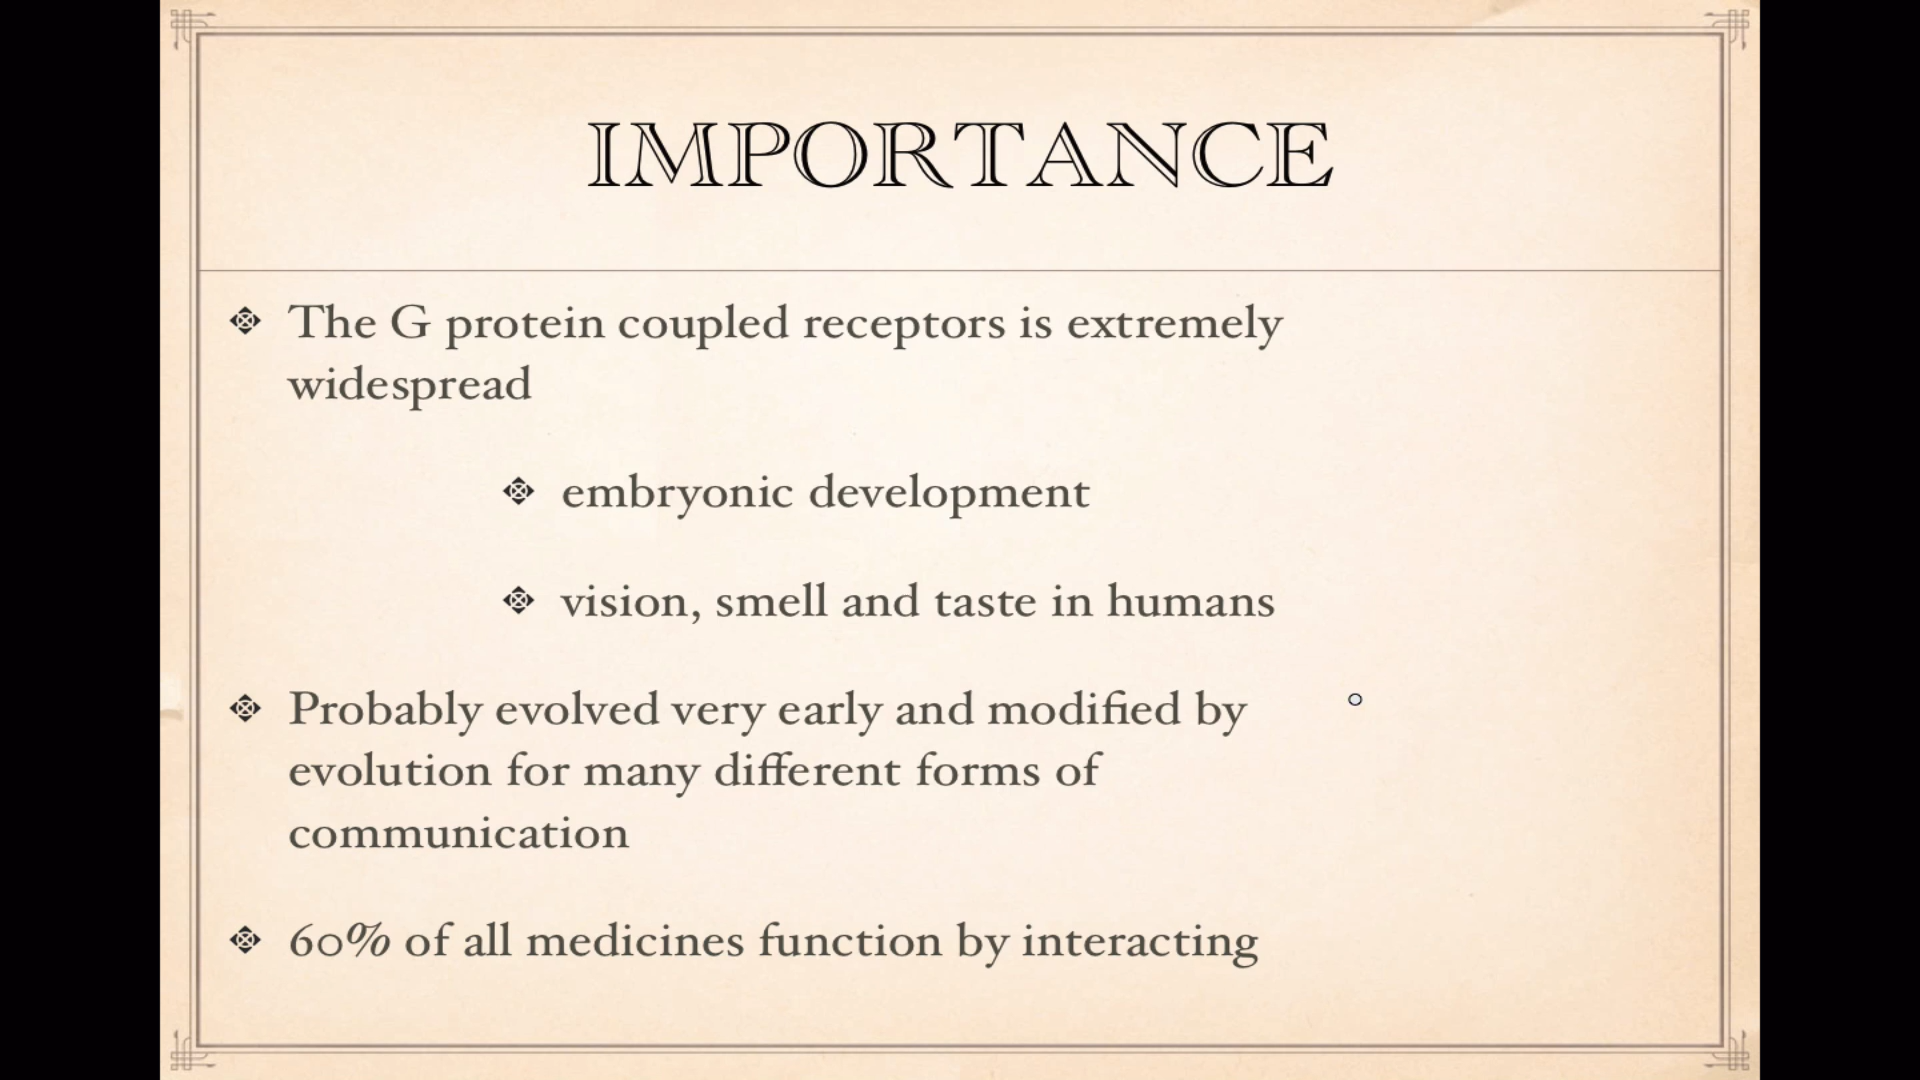 IMPORTANCE
The G protein coupled receptors is extremely
widespread
embryonic development
vision, smell and taste in humans
Probably evolved very early and modified by
evolution for many different forms of
communication
60% of all medicines function by interacting